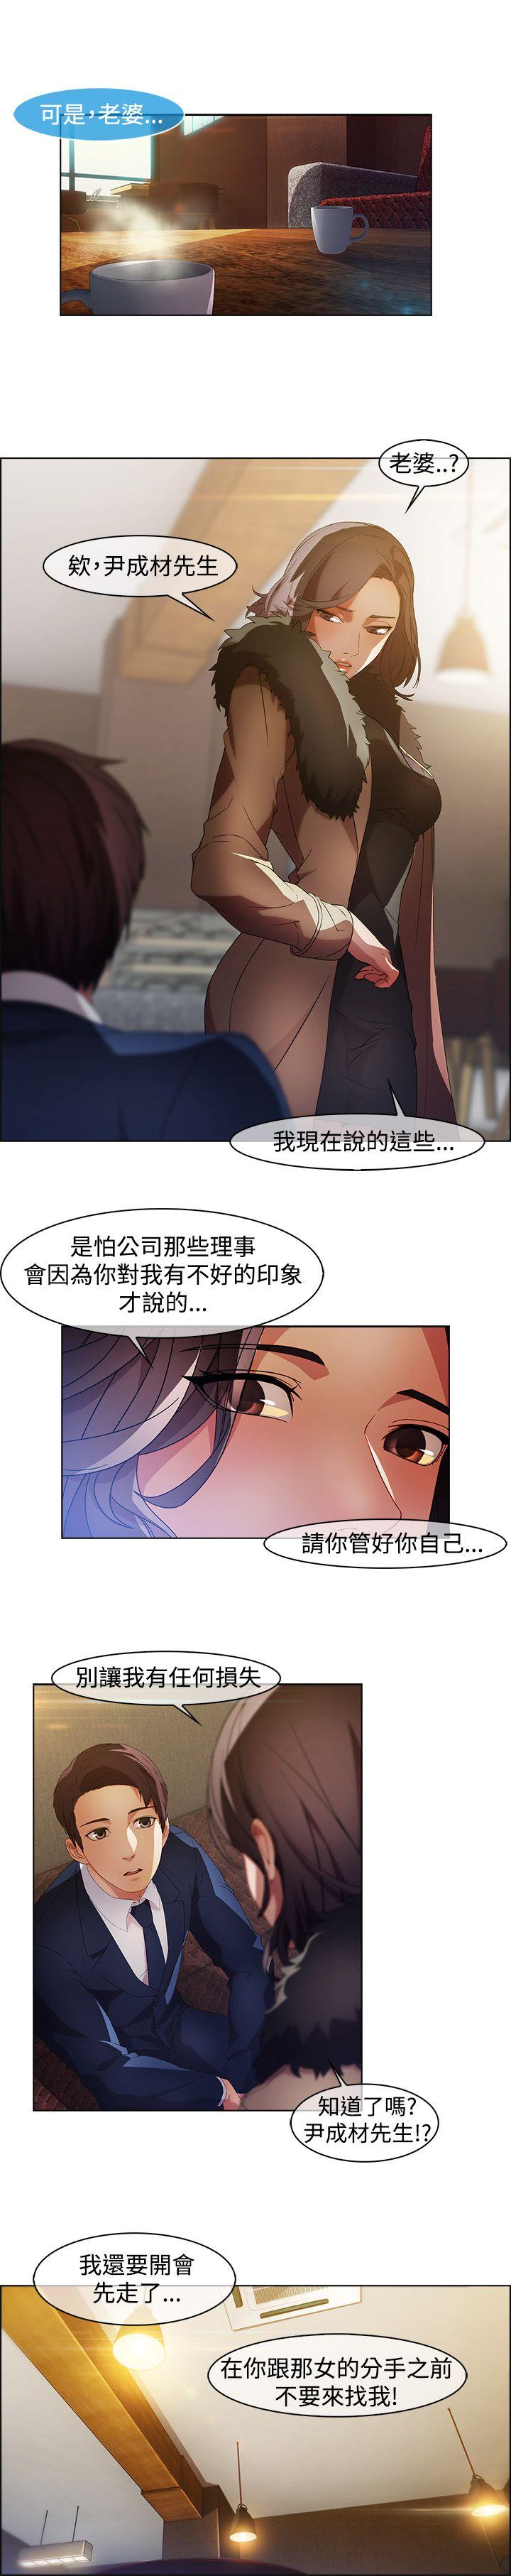 可是，老婆...
老婆..?
欸，尹成材先生
我現在說的這些...
是怕公司那些理事
會因為你對我有不好的印象
才說的...
請你管好你自己...
別讓我有任何損失
知道了嗎?
尹成材先生!?
我還要開會
先走了...
在你跟那女的分手之前
不要來找我!